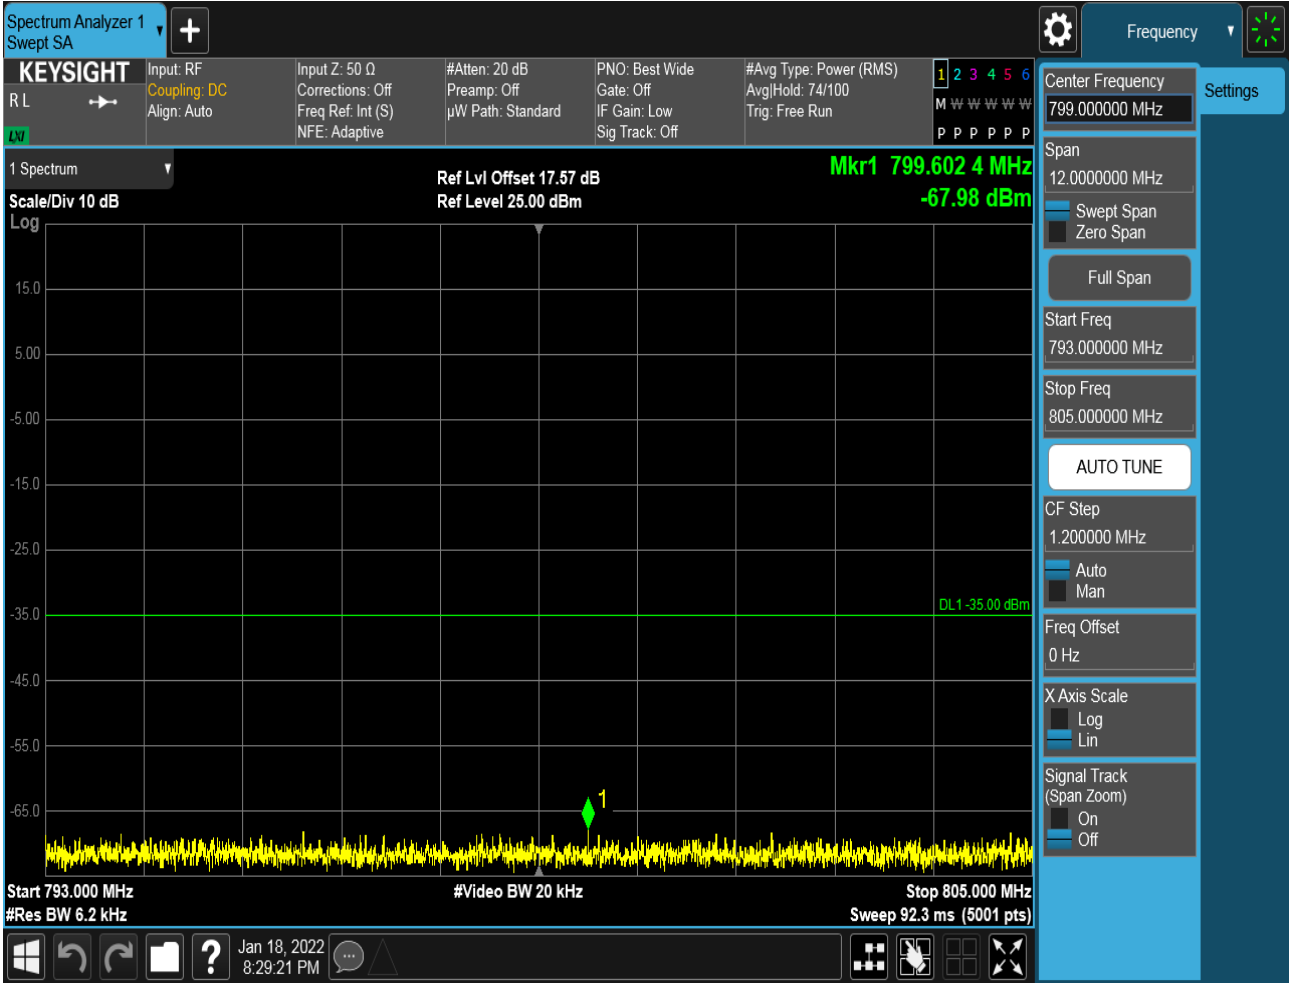 Spectrum Analyzer 1
Swept SA
Frequency
KEYSIGHT
R L
LXI
Input: RF
Coupling: DC
Align: Auto
Input Z: 50 Ω
Corrections: Off
Freq Ref: Int (S)
NFE: Adaptive
#Atten: 20 dB
Preamp: Off
µW Path: Standard
PNO: Best Wide
Gate: Off
IF Gain: Low
Sig Track: Off
#Avg Type: Power (RMS)
Avg|Hold: 74/100
Trig: Free Run
1 2 3 4 5 6
M W W W W W
P P P P P P
1 Spectrum
Scale/Div 10 dB
Log
Ref Lvl Offset 17.57 dB
Ref Level 25.00 dBm
Mkr1 799.602 4 MHz
-67.98 dBm
15.0
5.00
-5.00
-15.0
-25.0
-35.0
DL1 -35.00 dBm
-45.0
-55.0
-65.0
1
Start 793.000 MHz
#Video BW 20 kHz
Stop 805.000 MHz
#Res BW 6.2 kHz
Sweep 92.3 ms (5001 pts)
Jan 18, 2022
8:29:21 PM
Center Frequency
799.000000 MHz
Settings
Span
12.0000000 MHz
Swept Span
Zero Span
Full Span
Start Freq
793.000000 MHz
Stop Freq
805.000000 MHz
AUTO TUNE
CF Step
1.200000 MHz
Auto
Man
Freq Offset
0 Hz
X Axis Scale
Log
Lin
Signal Track
(Span Zoom)
On
Off